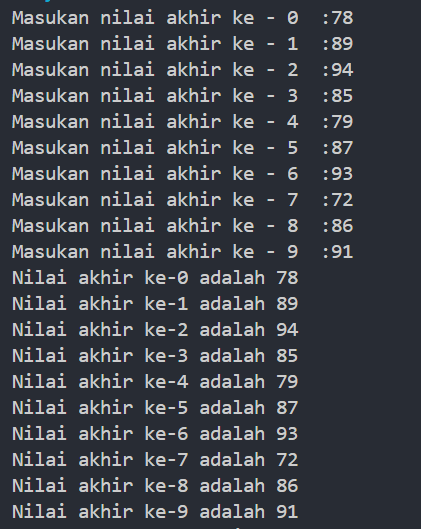 Masukan nilai akhir ke - 0  :78
Masukan nilai akhir ke - 1  :89
Masukan nilai akhir ke - 2  :94
Masukan nilai akhir ke - 3  :85
Masukan nilai akhir ke - 4  :79
Masukan nilai akhir ke - 5  :87
Masukan nilai akhir ke - 6  :93
Masukan nilai akhir ke - 7  :72
Masukan nilai akhir ke - 8  :86
Masukan nilai akhir ke - 9  :91
Nilai akhir ke-0 adalah 78
Nilai akhir ke-1 adalah 89
Nilai akhir ke-2 adalah 94
Nilai akhir ke-3 adalah 85
Nilai akhir ke-4 adalah 79
Nilai akhir ke-5 adalah 87
Nilai akhir ke-6 adalah 93
Nilai akhir ke-7 adalah 72
Nilai akhir ke-8 adalah 86
Nilai akhir ke-9 adalah 91